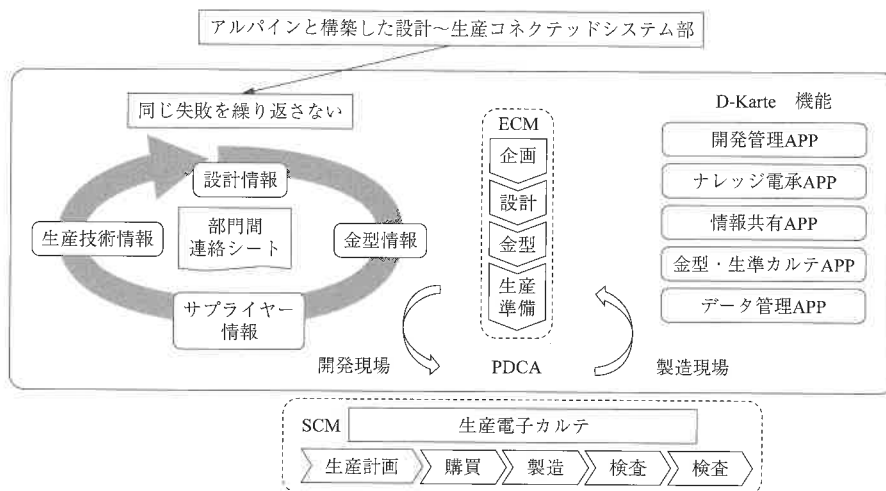 アルパインと構築した設計～生産コネクテッドシステム部
同じ失敗を繰り返さない
設計情報
生産技術情報
部門間
連絡シート
金型情報
サプライヤー
情報
ECM
企画
設計
金型
生産
準備
D-Karte 機能
開発管理APP
ナレッジ電承APP
情報共有APP
金型・生準カルテAPP
データ管理APP
開発現場
PDCA
製造現場
SCM
生産電子カルテ
生産計画
購買
製造
検査
検査